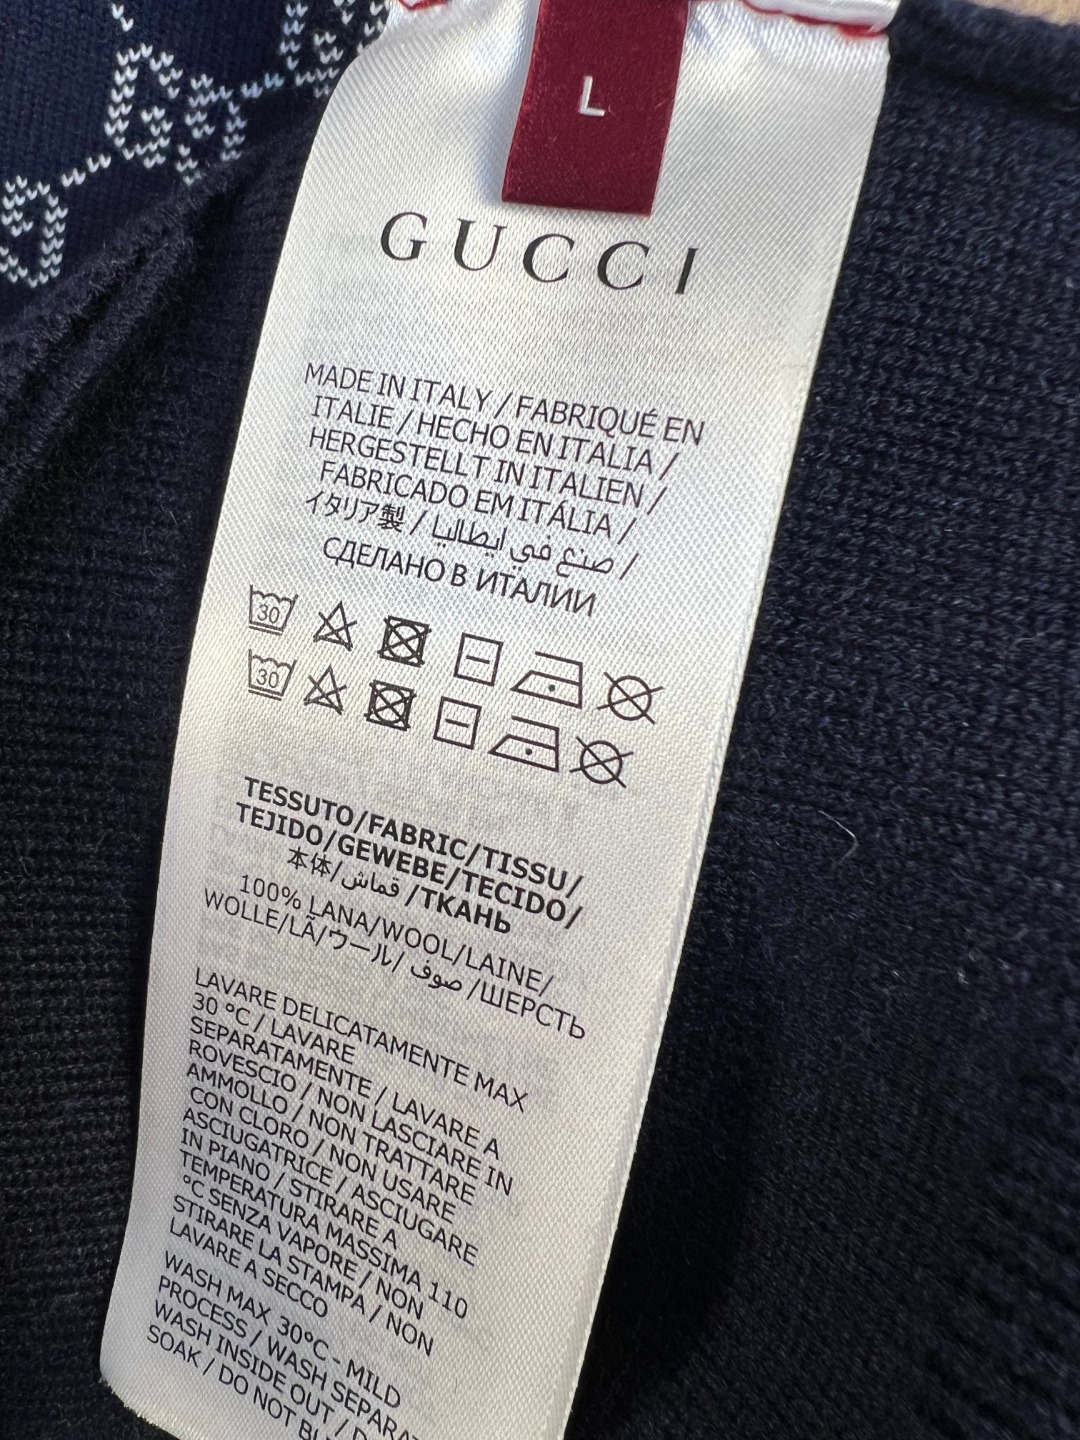 L
GUCCI
MADE IN ITALY / FABRIQUÉ EN
ITALIE / HECHO EN ITALIA /
HERGESTELLT IN ITALIEN /
FABRICADO EM ITÁLIA /
イタリア製 / صنع في ايطاليا /
СДЕЛАНО В ИТАЛИИ
30
30
TESSUTO/FABRIC/TISSU/
TEJIDO/GEWEBE/TECIDO/
本体/قماش /ТКАНЬ
100% LANA/WOOL/LAINE/
WOLLE/LÃ/ウール/ صوف /ШЕРСТЬ
LAVARE DELICATAMENTE MAX
30 °C / LAVARE
SEPARATAMENTE / LAVARE A
ROVESCIO / NON LASCIARE IN
AMMOLLO / NON TRATTARE
CON CLORO / NON USARE
ASCIUGATRICE / ASCIUGARE
IN PIANO / STIRARE A
TEMPERATURA MASSIMA 110
°C SENZA VAPORE / NON
STIRARE LA STAMPA / NON
LAVARE A SECCO
WASH MAX 30°C - MILD
PROCESS / WASH SEPARAT
WASH INSIDE OUT /
SOAK / DO NOT